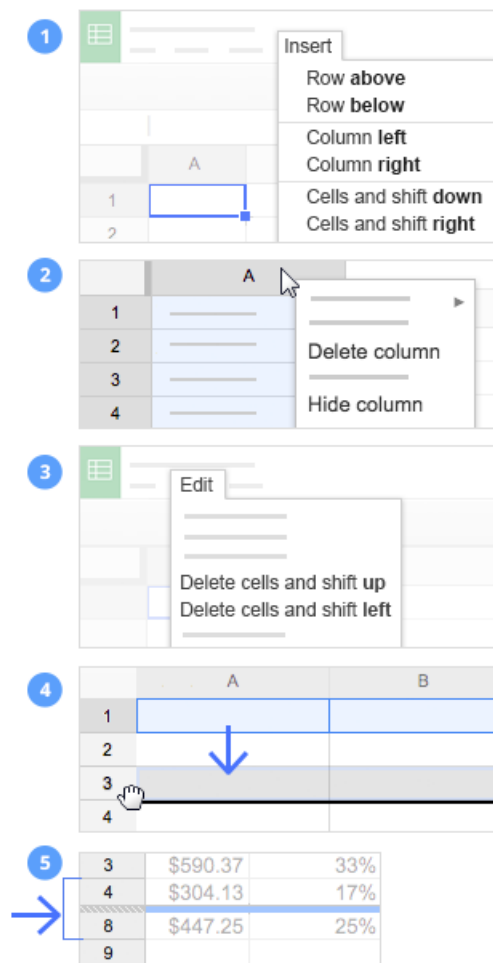 1
Insert
Row above
Row below
Column left
Column right
Cells and shift down
Cells and shift right
A
1
2
2
A
1
2
3
4
Delete column
Hide column
3
Edit
Delete cells and shift up
Delete cells and shift left
4
A B
1
2
3
4
5
3 $590.37 33%
4 $304.13 17%
8 $447.25 25%
9